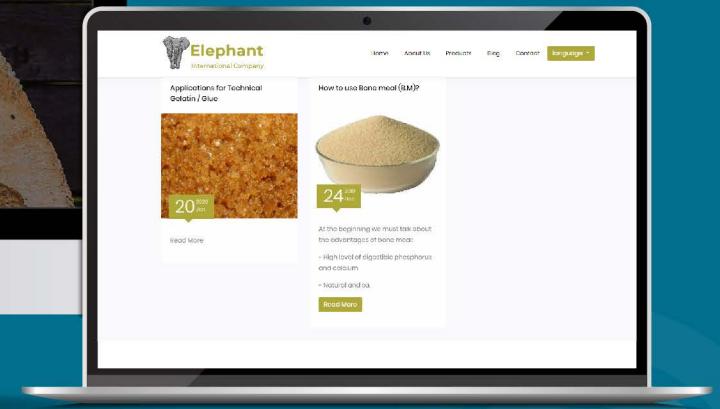 Elephant
International Company
Home About Us Products Blog Contact language
Applications for Technical
Gelatin / Glue
20 2020
Jan
Read More
How to use Bone meal (B.M)?
24
At the beginning we must talk about
the advantages of bone meal:
- High level of digestible phosphorus
and calcium
- Natural and
Read More